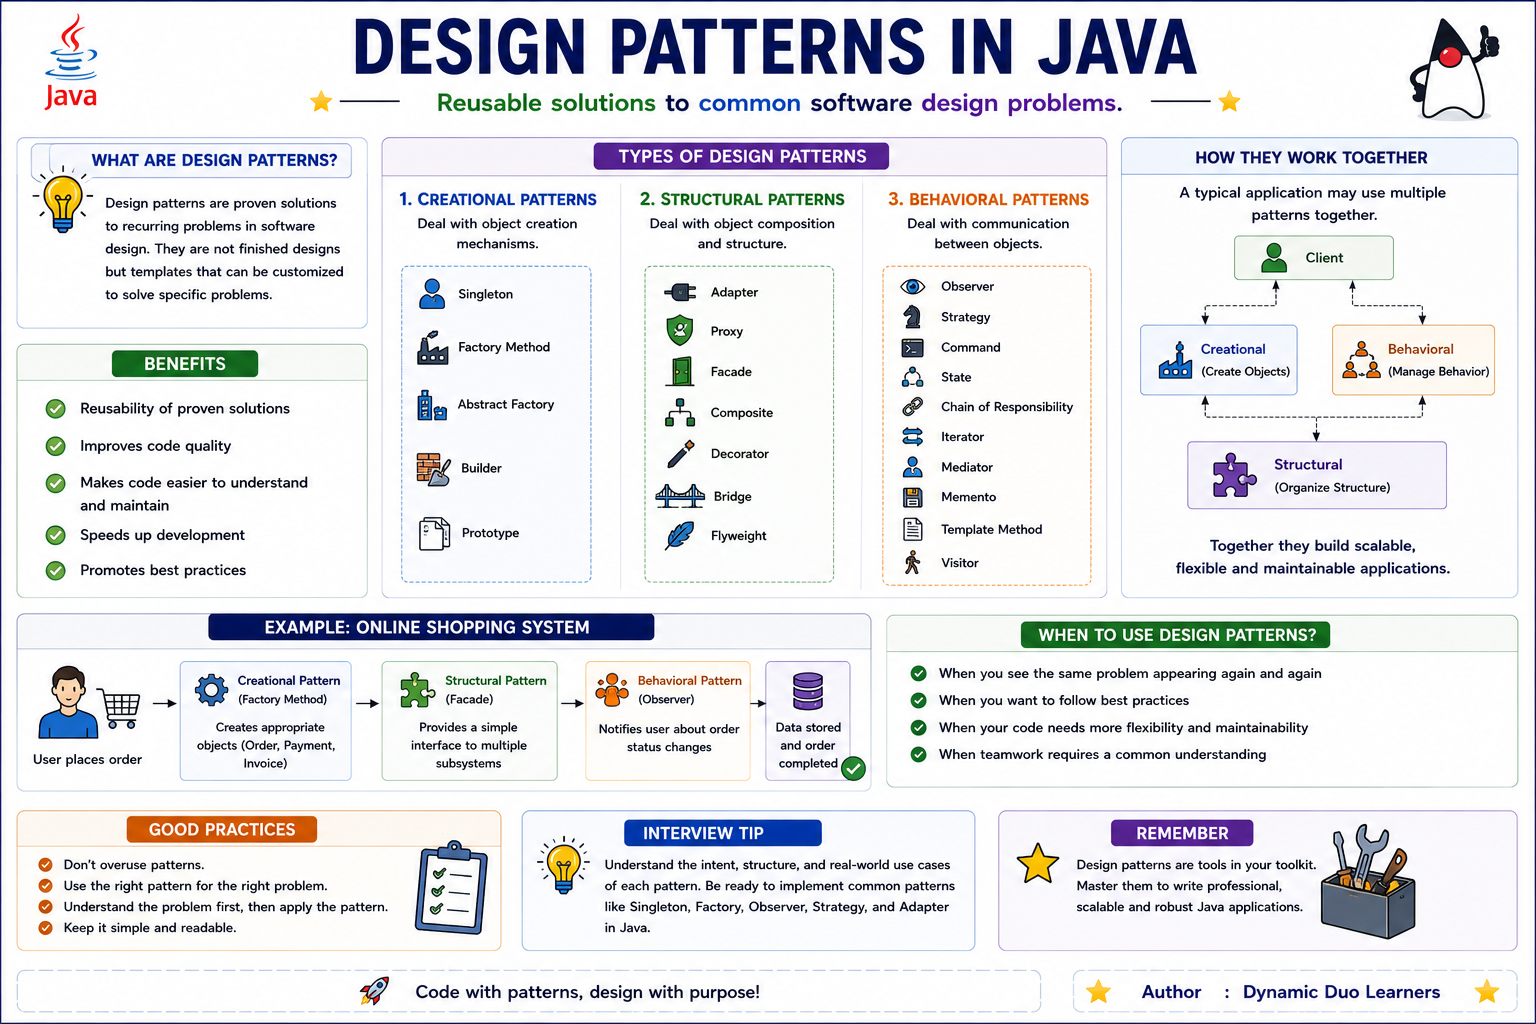 Java
DESIGN PATTERNS IN JAVA
Reusable solutions to common software design problems.
WHAT ARE DESIGN PATTERNS?
Design patterns are proven solutions
to recurring problems in software
design. They are not finished designs
but templates that can be customized
to solve specific problems.
BENEFITS
Reusability of proven solutions
Improves code quality
Makes code easier to understand
and maintain
Speeds up development
Promotes best practices
TYPES OF DESIGN PATTERNS
1. CREATIONAL PATTERNS
Deal with object creation
mechanisms.
Singleton
Factory Method
Abstract Factory
Builder
Prototype
2. STRUCTURAL PATTERNS
Deal with object composition
and structure.
Adapter
Proxy
Facade
Composite
Decorator
Bridge
Flyweight
3. BEHAVIORAL PATTERNS
Deal with communication
between objects.
Observer
Strategy
Command
State
Chain of Responsibility
Iterator
Mediator
Memento
Template Method
Visitor
HOW THEY WORK TOGETHER
A typical application may use multiple
patterns together.
Client
Creational
(Create Objects)
Behavioral
(Manage Behavior)
Structural
(Organize Structure)
Together they build scalable,
flexible and maintainable applications.
EXAMPLE: ONLINE SHOPPING SYSTEM
User places order
Creational Pattern
(Factory Method)
Creates appropriate
objects (Order, Payment,
Invoice)
Structural Pattern
(Facade)
Provides a simple
interface to multiple
subsystems
Behavioral Pattern
(Observer)
Notifies user about order
status changes
Data stored
and order
completed
WHEN TO USE DESIGN PATTERNS?
When you see the same problem appearing again and again
When you want to follow best practices
When your code needs more flexibility and maintainability
When teamwork requires a common understanding
GOOD PRACTICES
Don't overuse patterns.
Use the right pattern for the right problem.
Understand the problem first, then apply the pattern.
Keep it simple and readable.
INTERVIEW TIP
Understand the intent, structure, and real-world use cases
of each pattern. Be ready to implement common patterns
like Singleton, Factory, Observer, Strategy, and Adapter
in Java.
REMEMBER
Design patterns are tools in your toolkit.
Master them to write professional,
scalable and robust Java applications.
Code with patterns, design with purpose!
Author : Dynamic Duo Learners